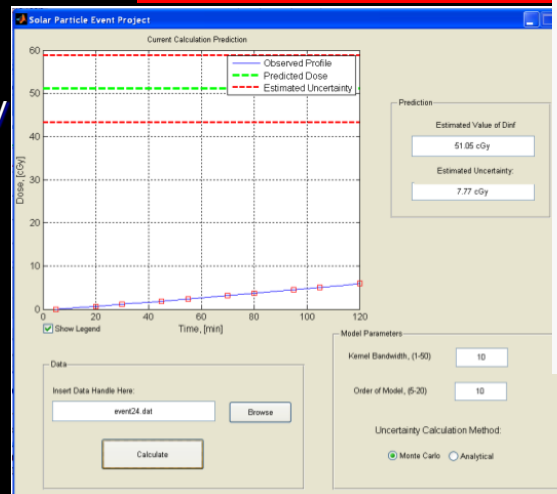 Solar Particle Event Project
Current Calculation Prediction
60
50
40
30
20
10
0
Dose, [cGy]
Observed Profile
Predicted Dose
Estimated Uncertainty
0 20 40 60 80 100 120
Time, [min]
Show Legend
Prediction
Estimated Value of Dinf
51.05 cGy
Estimated Uncertainty:
7.77 cGy
Data
Insert Data Handle Here:
event24.dat
Browse
Calculate
Model Parameters
Kernel Bandwidth, (1-50)
10
Order of Model, (5-20)
10
Uncertainty Calculation Method:
Monte Carlo
Analytical